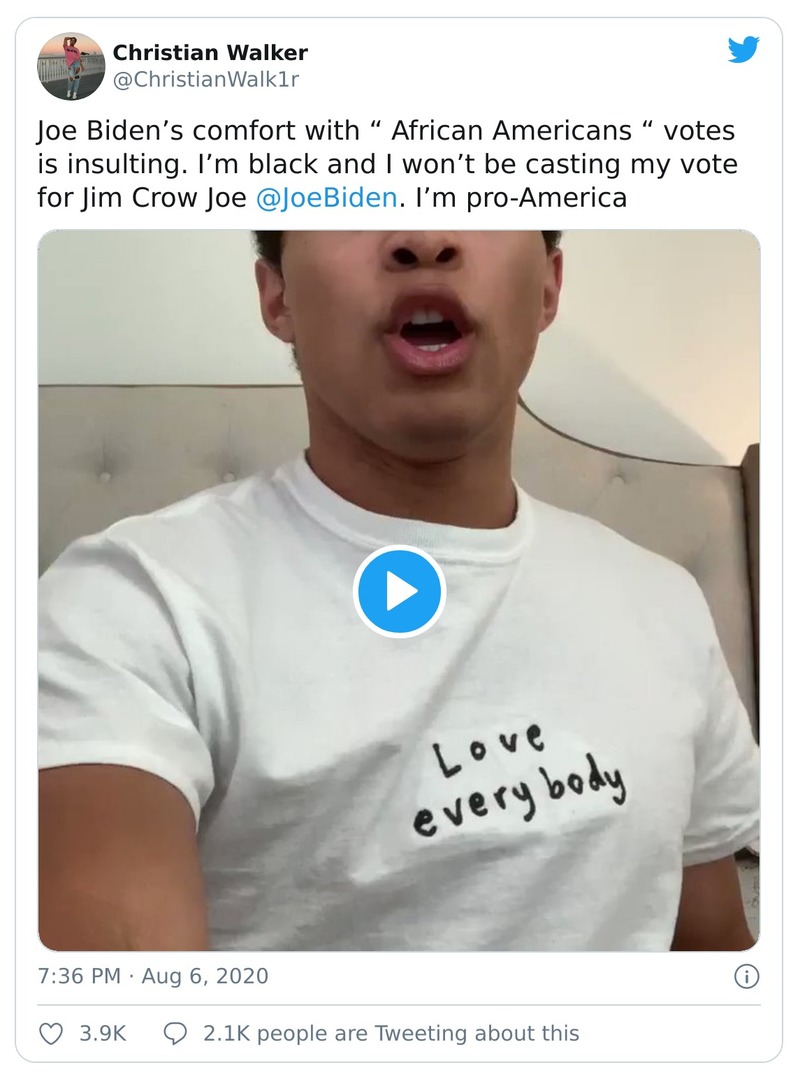 Christian Walker
@ChristianWalk1r
Joe Biden’s comfort with “ African Americans “ votes
is insulting. I’m black and I won’t be casting my vote
for Jim Crow Joe @JoeBiden. I’m pro-America
Love
everybody
7:36 PM · Aug 6, 2020
3.9K 2.1K people are Tweeting about this